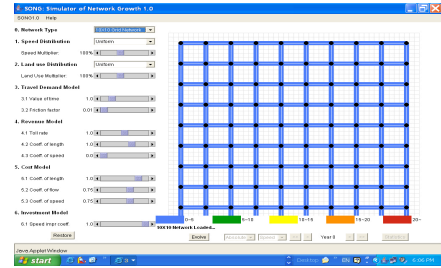 SONG: Simulator of Network Growth 1.0
SONG1.0 Help
0. Network Type 10X10 Grid Network
1. Speed Distribution Uniform
Speed Multiplier: 100%
2. Land use Distribution Uniform
Land Use Multiplier: 100%
3. Travel Demand Model
3.1 Value of time 1.0
3.2 Friction factor 0.01
4. Revenue Model
4.1 Toll rate 1.0
4.2 Coeff. of length 1.0
4.3 Coeff. of speed 0.0
5. Cost Model
5.1 Coeff. of length 1.0
5.2 Coeff. of flow 0.75
5.3 Coeff. of speed 0.75
6. Investment Model
6.1 Speed impr coeff 1.0
Restore
0~5 5~10 10~15 15~20 20~
10X10 Network Loaded...
Evolve Year 0 Statistics
Java Applet Window
start Desktop 6:06 PM